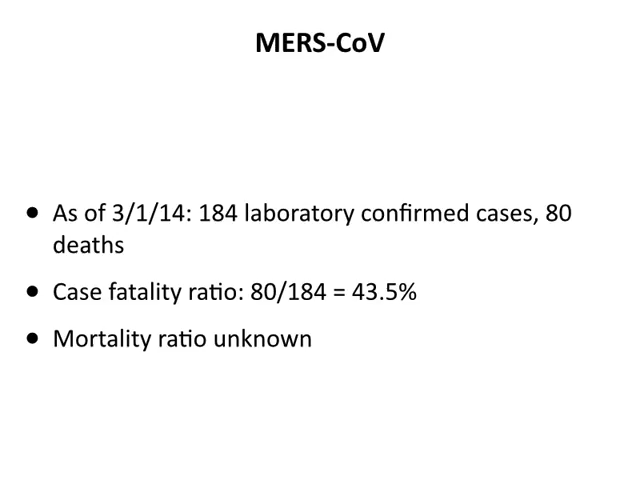 MERS-CoV
• As of 3/1/14: 184 laboratory confirmed cases, 80
deaths
• Case fatality ratio: 80/184 = 43.5%
• Mortality ratio unknown